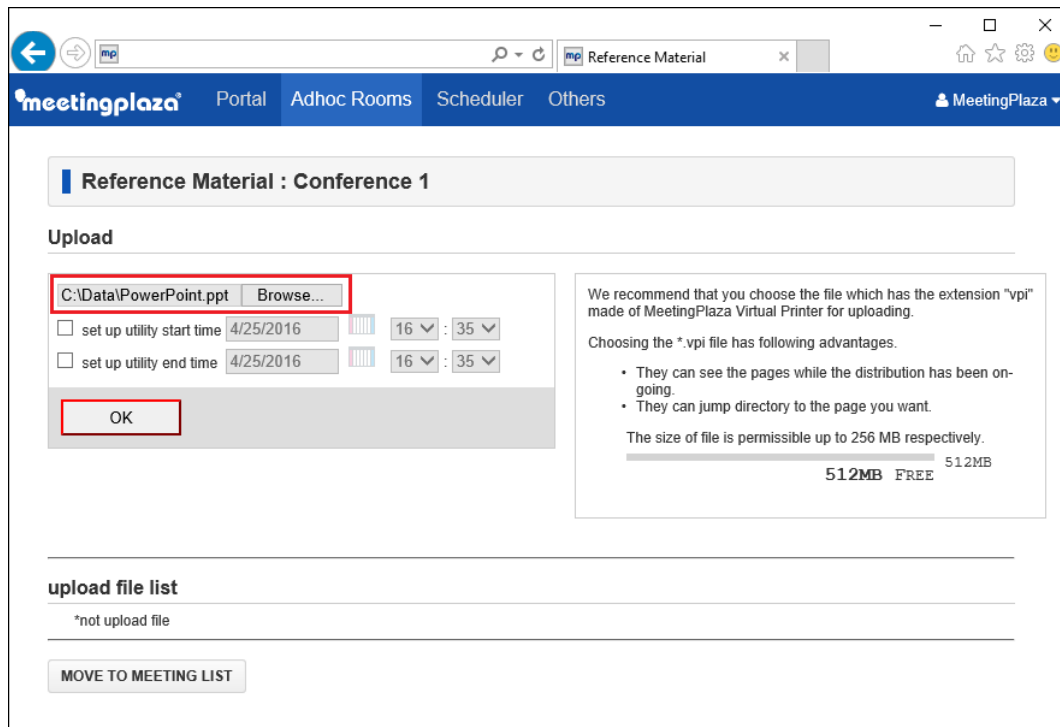 mp
mp Reference Material
meetingplaza Portal Adhoc Rooms Scheduler Others MeetingPlaza
Reference Material : Conference 1
Upload
C:\Data\PowerPoint.ppt Browse...
set up utility start time 4/25/2016 16 : 35
set up utility end time 4/25/2016 16 : 35
OK
We recommend that you choose the file which has the extension "vpi"
made of MeetingPlaza Virtual Printer for uploading.
Choosing the *.vpi file has following advantages.
• They can see the pages while the distribution has been on-
going.
• They can jump directory to the page you want.
The size of file is permissible up to 256 MB respectively.
512MB
512MB FREE
upload file list
*not upload file
MOVE TO MEETING LIST